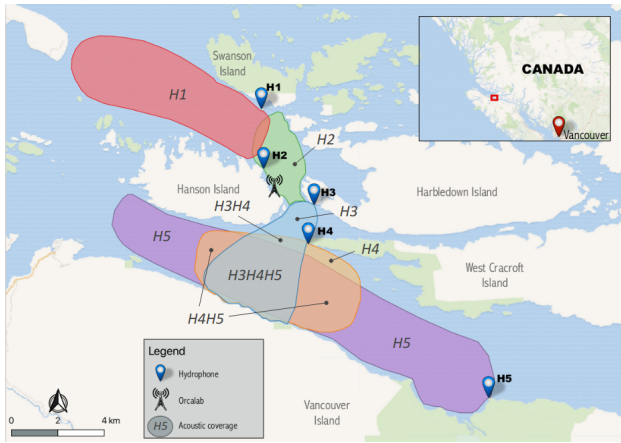 Swanson
Island
CANADA
Vancouver
H1
H1
H2
H2
Hanson Island
H3
Harbledown Island
H3H4
H3
H5
H4
H4
H3H4H5
West Cracroft
Island
H4H5
H5
Legend
Hydrophone
Orcalab
H5
Acoustic coverage
Vancouver
Island
H5
0
2
4 km